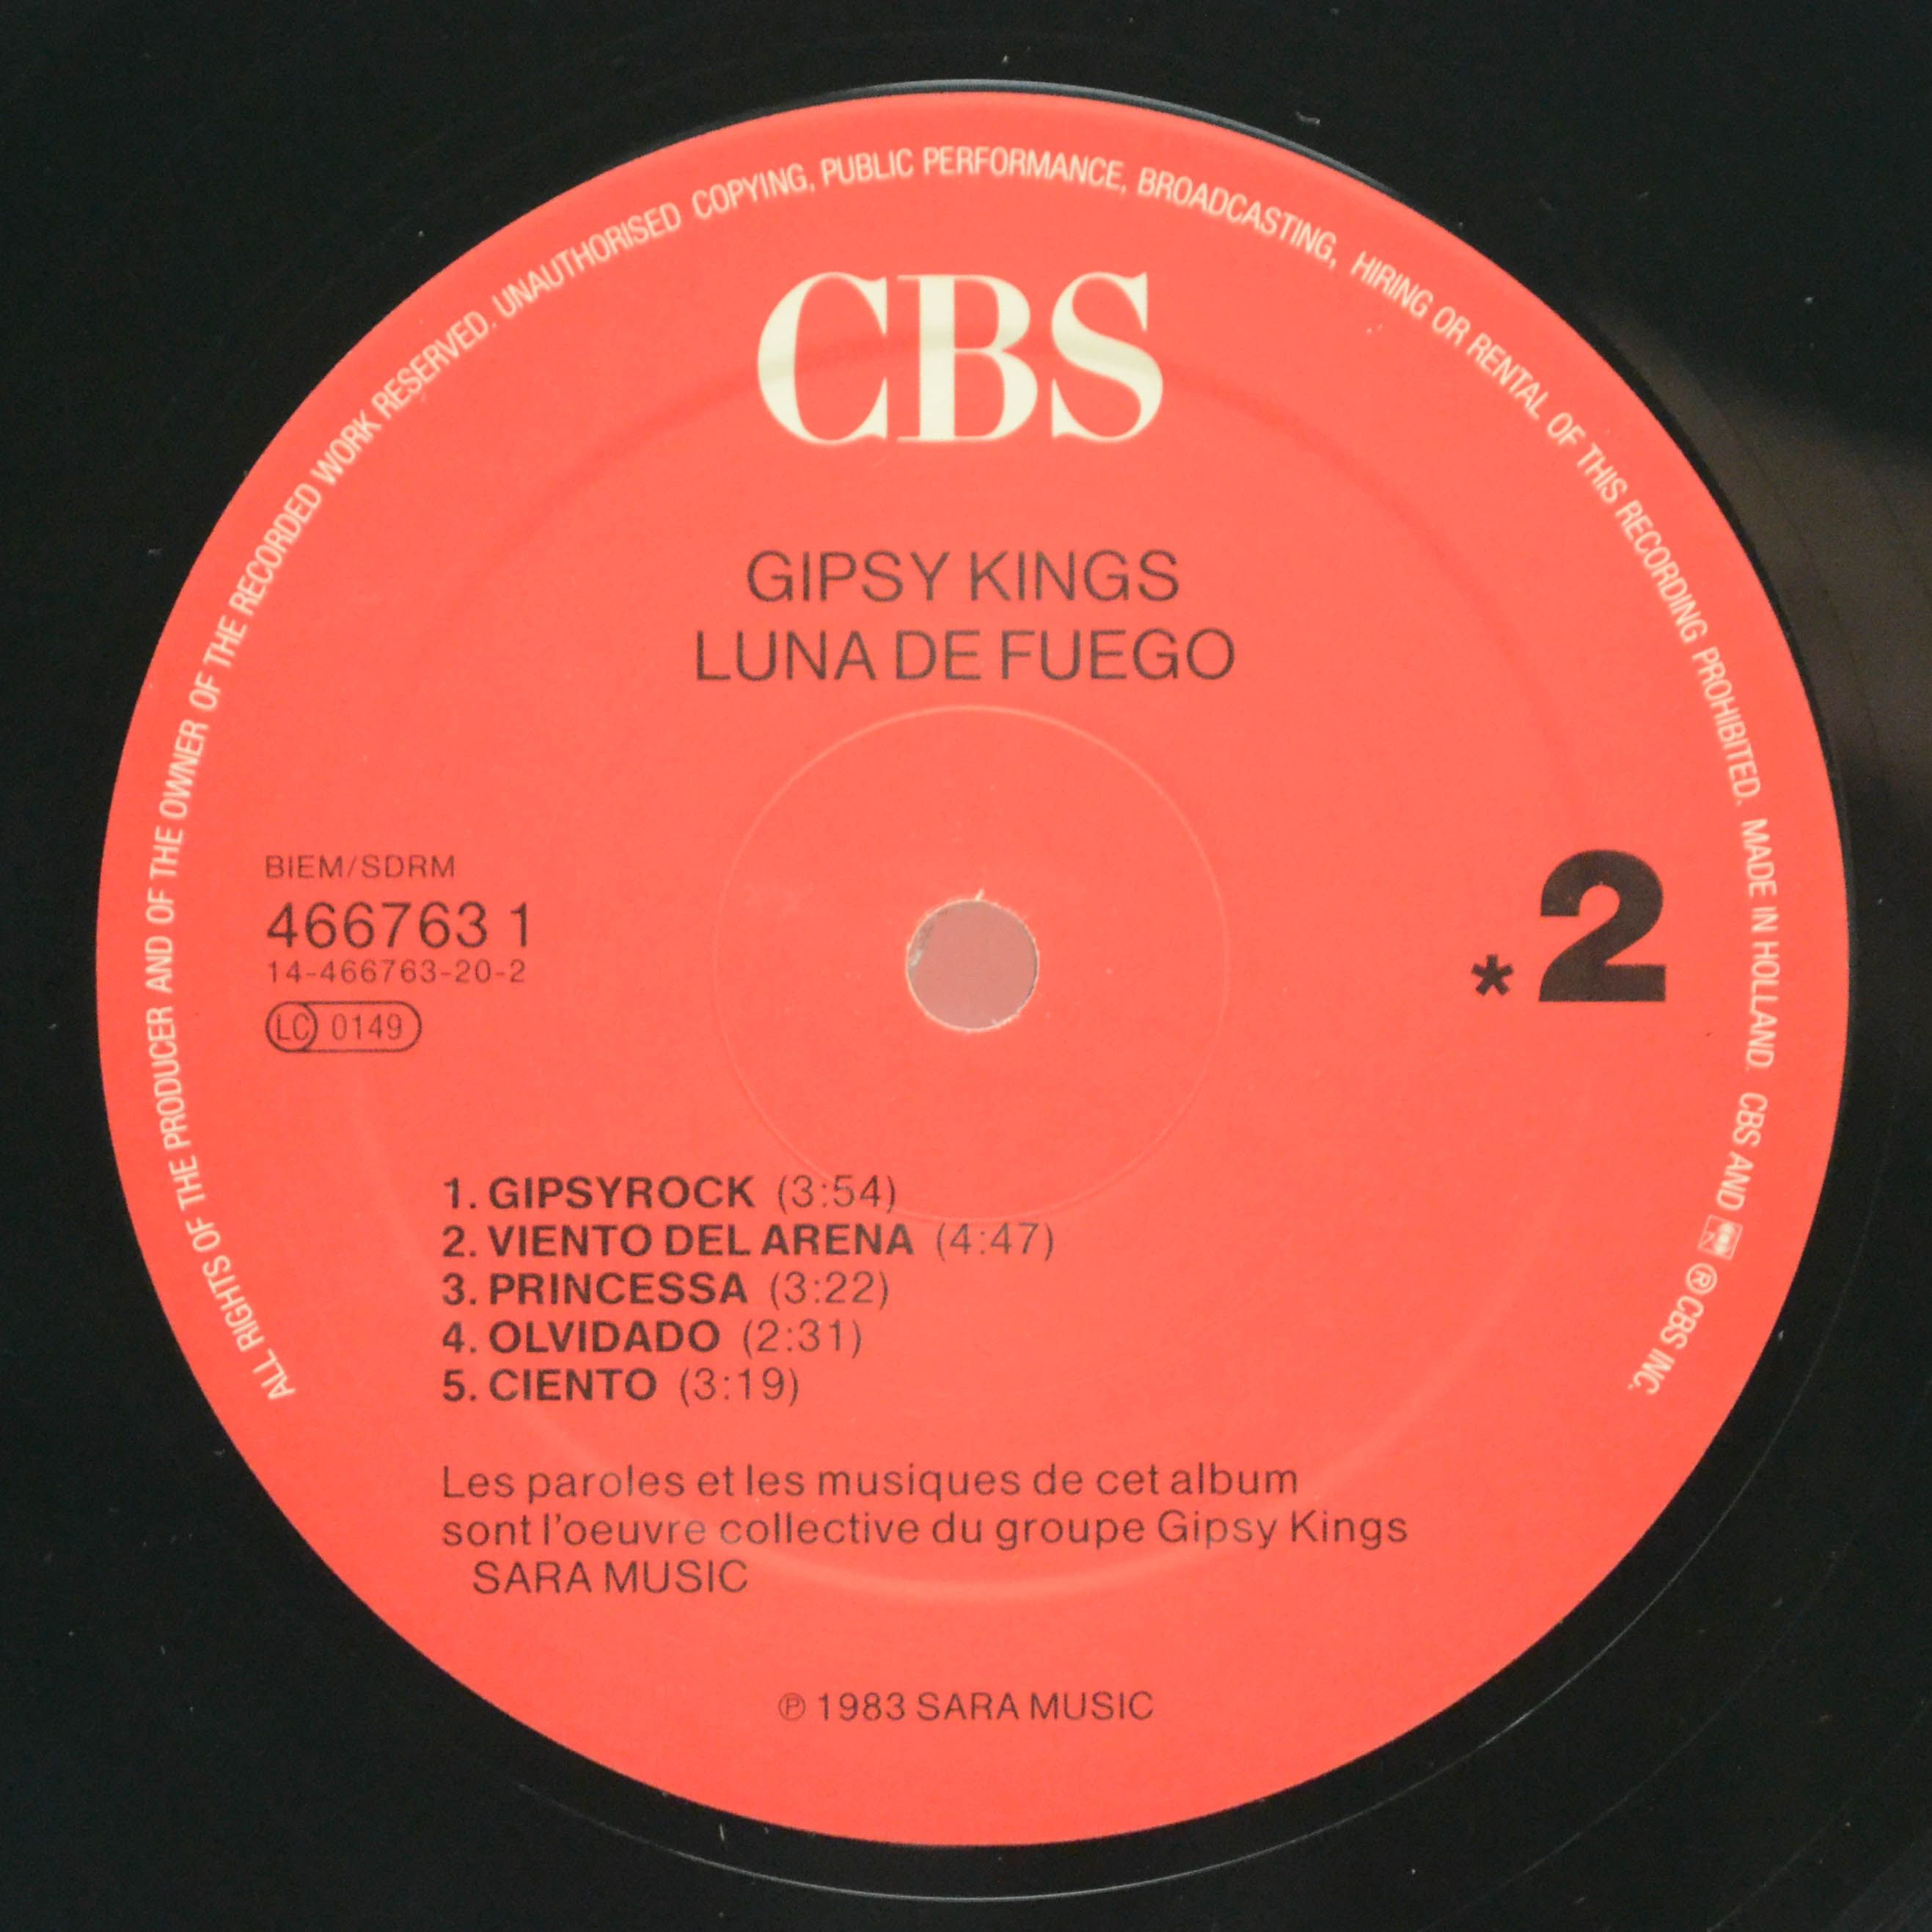 ALL RIGHTS OF THE PRODUCER AND OF THE OWNER OF THE RECORDED WORK RESERVED. UNAUTHORISED COPYING, PUBLIC PERFORMANCE, BROADCASTING, HIRING OR RENTAL OF THIS RECORDING PROHIBITED. MADE IN HOLLAND. CBS AND ® CBS INC.
CBS
GIPSY KINGS
LUNA DE FUEGO
BIEM/SDRM
466763 1
14-466763-20-2
LC 0149
*2
1. GIPSYROCK (3:54)
2. VIENTO DEL ARENA (4:47)
3. PRINCESSA (3:22)
4. OLVIDADO (2:31)
5. CIENTO (3:19)
Les paroles et les musiques de cet album
sont l'oeuvre collective du groupe Gipsy Kings
SARA MUSIC
℗ 1983 SARA MUSIC